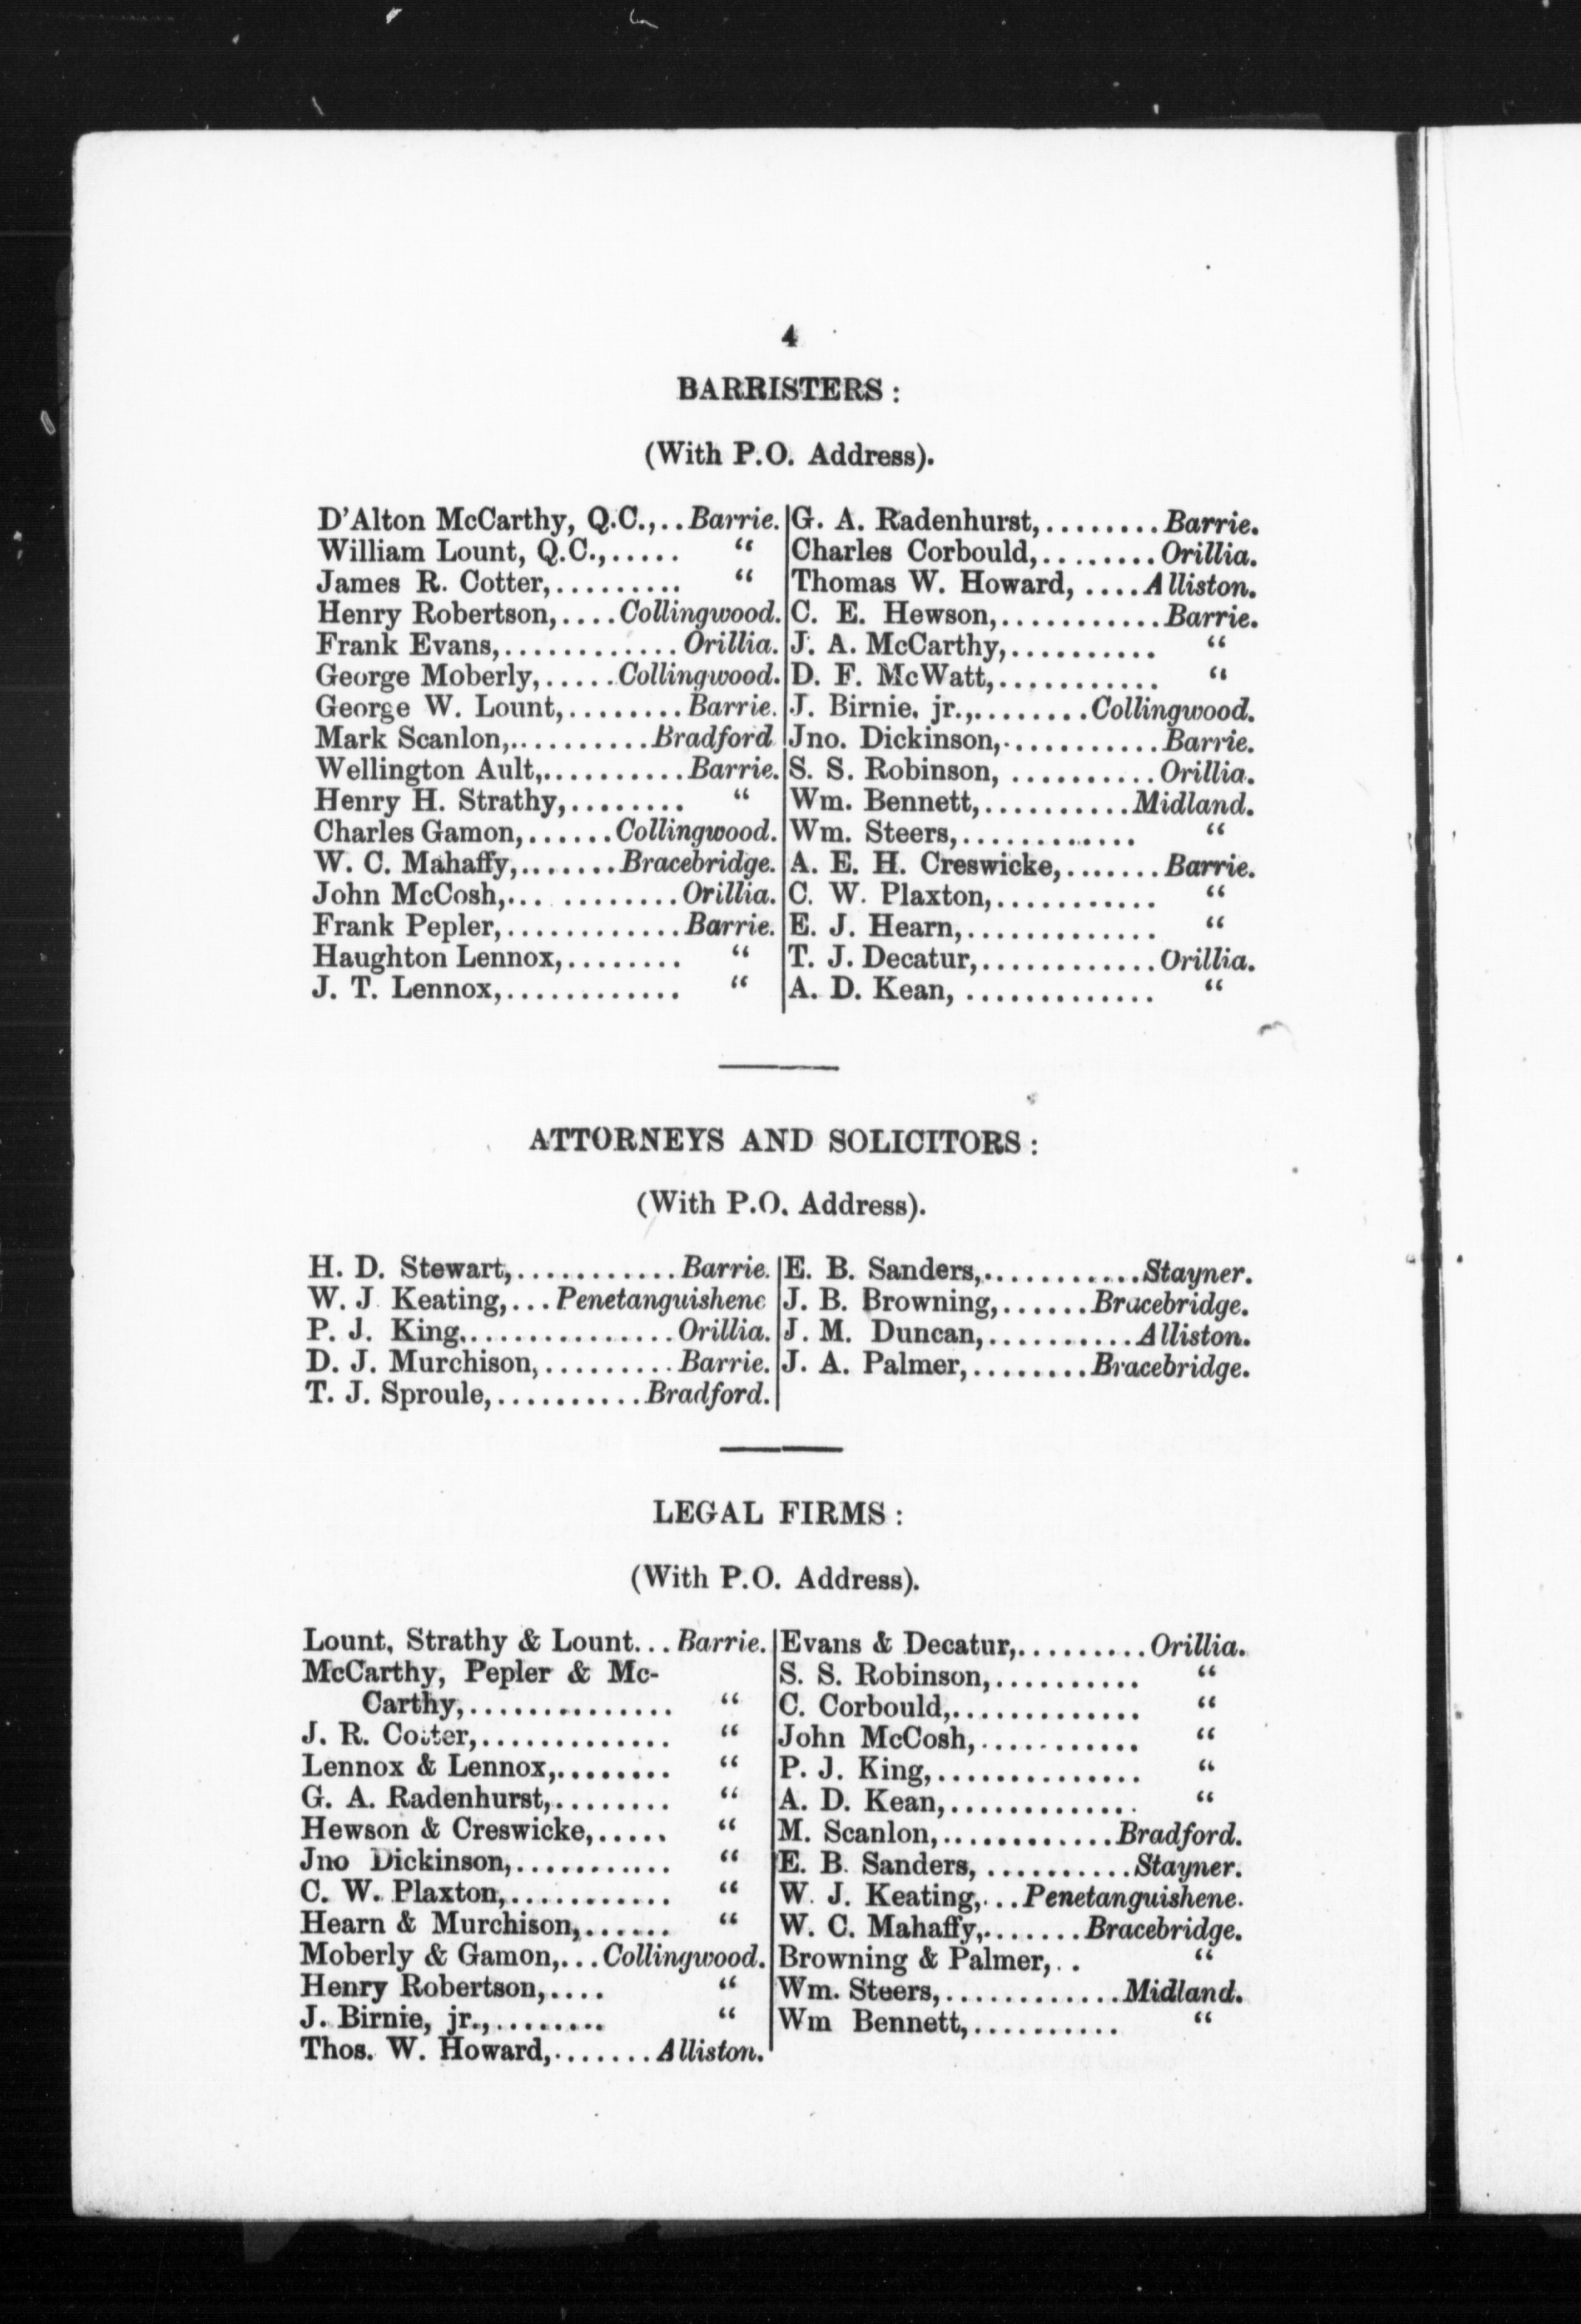 4
BARRISTERS :
(With P.O. Address).
D'Alton McCarthy, Q.C.,..Barrie.
William Lount, Q.C.,..... "
James R. Cotter,......... "
Henry Robertson,....Collingwood.
Frank Evans,............Orillia.
George Moberly,.....Collingwood.
George W. Lount,........Barrie.
Mark Scanlon,..........Bradford
Wellington Ault,..........Barrie.
Henry H. Strathy,........ "
Charles Gamon,......Collingwood.
W. C. Mahaffy,.......Bracebridge.
John McCosh,... .........Orillia.
Frank Pepler,............Barrie.
Haughton Lennox,........ "
J. T. Lennox,............ "
G. A. Radenhurst,........Barrie.
Charles Corbould,........Orillia.
Thomas W. Howard, ....Alliston.
C. E. Hewson,...........Barrie.
J. A. McCarthy,.......... "
D. F. McWatt,........... "
J. Birnie. jr.,........Collingwood.
Jno. Dickinson,...........Barrie.
S. S. Robinson, ..........Orillia.
Wm. Bennett,..........Midland.
Wm. Steers,............. "
A. E. H. Creswicke,.......Barrie.
C. W. Plaxton,........... "
E. J. Hearn,............. "
T. J. Decatur,............Orillia.
A. D. Kean, ............. "
ATTORNEYS AND SOLICITORS :
(With P.O. Address).
H. D. Stewart,...........Barrie.
W. J. Keating,...Penetanguishene
P. J. King,..............Orillia.
D. J. Murchison,.........Barrie.
T. J. Sproule,..........Bradford.
E. B. Sanders,...........Stayner.
J. B. Browning,......Bracebridge.
J. M. Duncan,..........Alliston.
J. A. Palmer,........Bracebridge.
LEGAL FIRMS :
(With P.O. Address).
Lount, Strathy & Lount...Barrie.
McCarthy, Pepler & Mc-
Carthy,.............. "
J. R. Cotter,............. "
Lennox & Lennox,........ "
G. A. Radenhurst,........ "
Hewson & Creswicke,..... "
Jno Dickinson,........... "
C. W. Plaxton,........... "
Hearn & Murchison,...... "
Moberly & Gamon,...Collingwood.
Henry Robertson,.... "
J. Birnie, jr.,........ "
Thos. W. Howard,.......Alliston.
Evans & Decatur,.........Orillia.
S. S. Robinson,.......... "
C. Corbould,............. "
John McCosh,........... "
P. J. King,.............. "
A. D. Kean,............. "
M. Scanlon,............Bradford.
E. B. Sanders, ..........Stayner.
W. J. Keating,...Penetanguishene.
W. C. Mahaffy,.......Bracebridge.
Browning & Palmer,.. "
Wm. Steers,............Midland.
Wm Bennett,.......... "